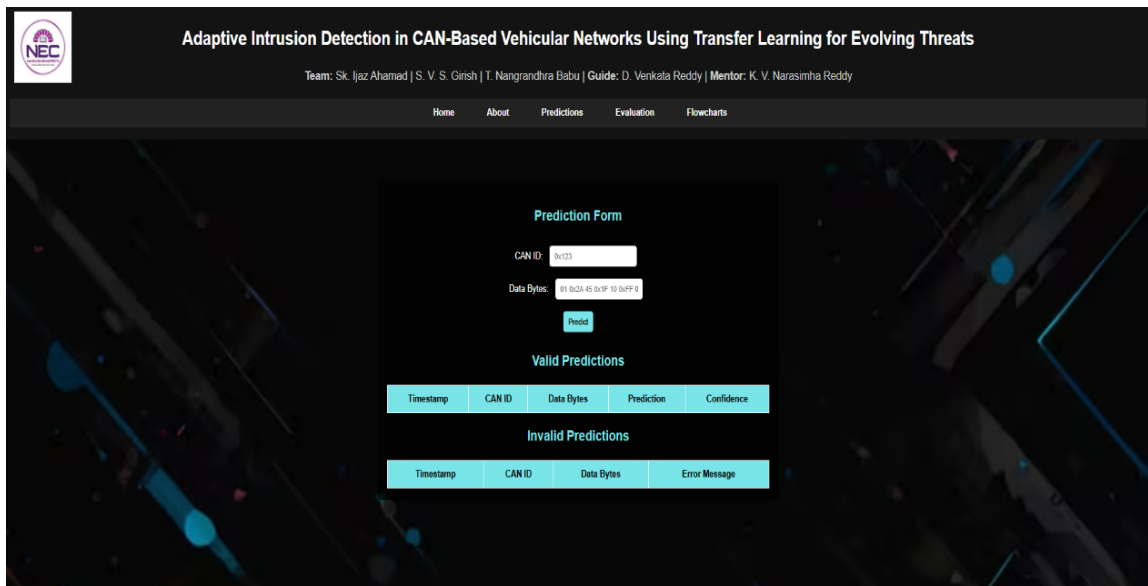 NEC
Adaptive Intrusion Detection in CAN-Based Vehicular Networks Using Transfer Learning for Evolving Threats
Team: Sk. Ijaz Ahamad | S. V. S. Girish | T. Nangrandhra Babu | Guide: D. Venkata Reddy | Mentor: K. V. Narasimha Reddy
Home About Predictions Evaluation Flowcharts
Prediction Form
CAN ID: 0x123
Data Bytes: 01 0x2A 45 0x1F 10 0xFF 0
Predict
Valid Predictions
Timestamp CAN ID Data Bytes Prediction Confidence
Invalid Predictions
Timestamp CAN ID Data Bytes Error Message